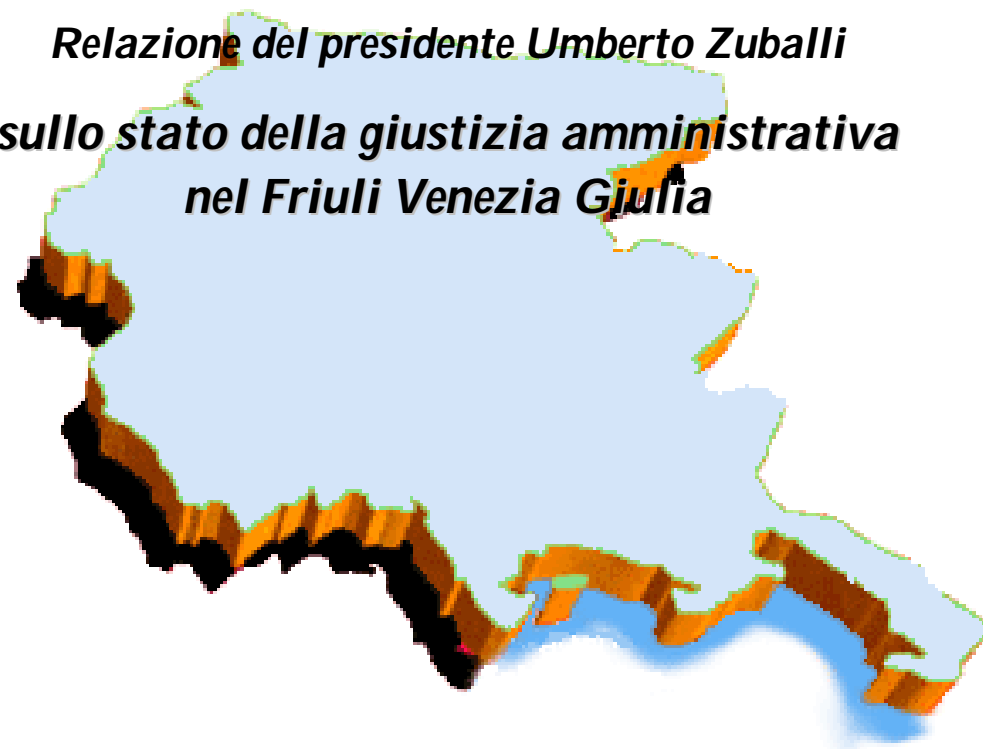 Relazione del presidente Umberto Zuballi
sullo stato della giustizia amministrativa
nel Friuli Venezia Giulia